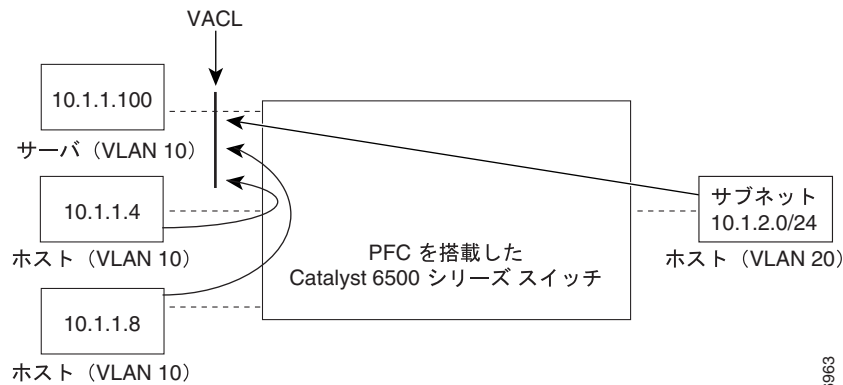 VACL
10.1.1.100
サーバ（VLAN 10）
10.1.1.4
ホスト（VLAN 10）
10.1.1.8
ホスト（VLAN 10）
PFC を搭載した
Catalyst 6500 シリーズ スイッチ
サブネット
10.1.2.0/24
ホスト（VLAN 20）